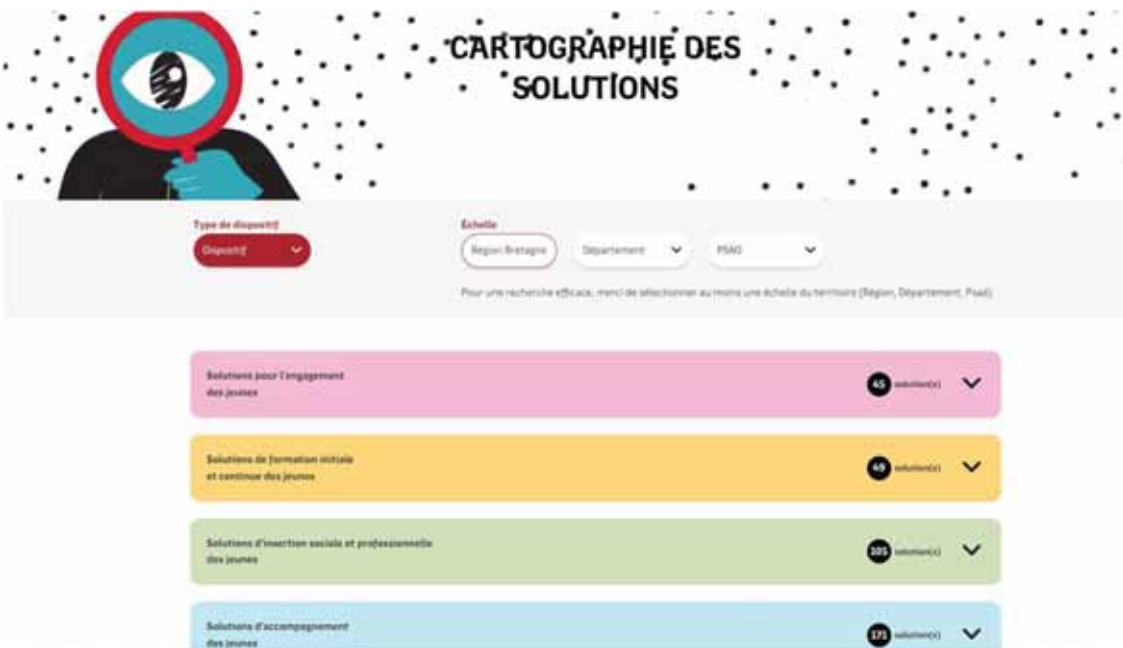 CARTOGRAPHIE DES
SOLUTIONS
Type de dispositif
Dispositif
Échelle
Région Bretagne
Département
PSAD
Pour une recherche efficace, merci de sélectionner au moins une échelle du territoire (Région, Département, Psad)
Solutions pour l'engagement
des jeunes
45 solution(s)
Solutions de formation initiale
et continue des jeunes
49 solution(s)
Solutions d'insertion sociale et professionnelle
des jeunes
105 solution(s)
Solutions d'accompagnement
des jeunes
171 solution(s)